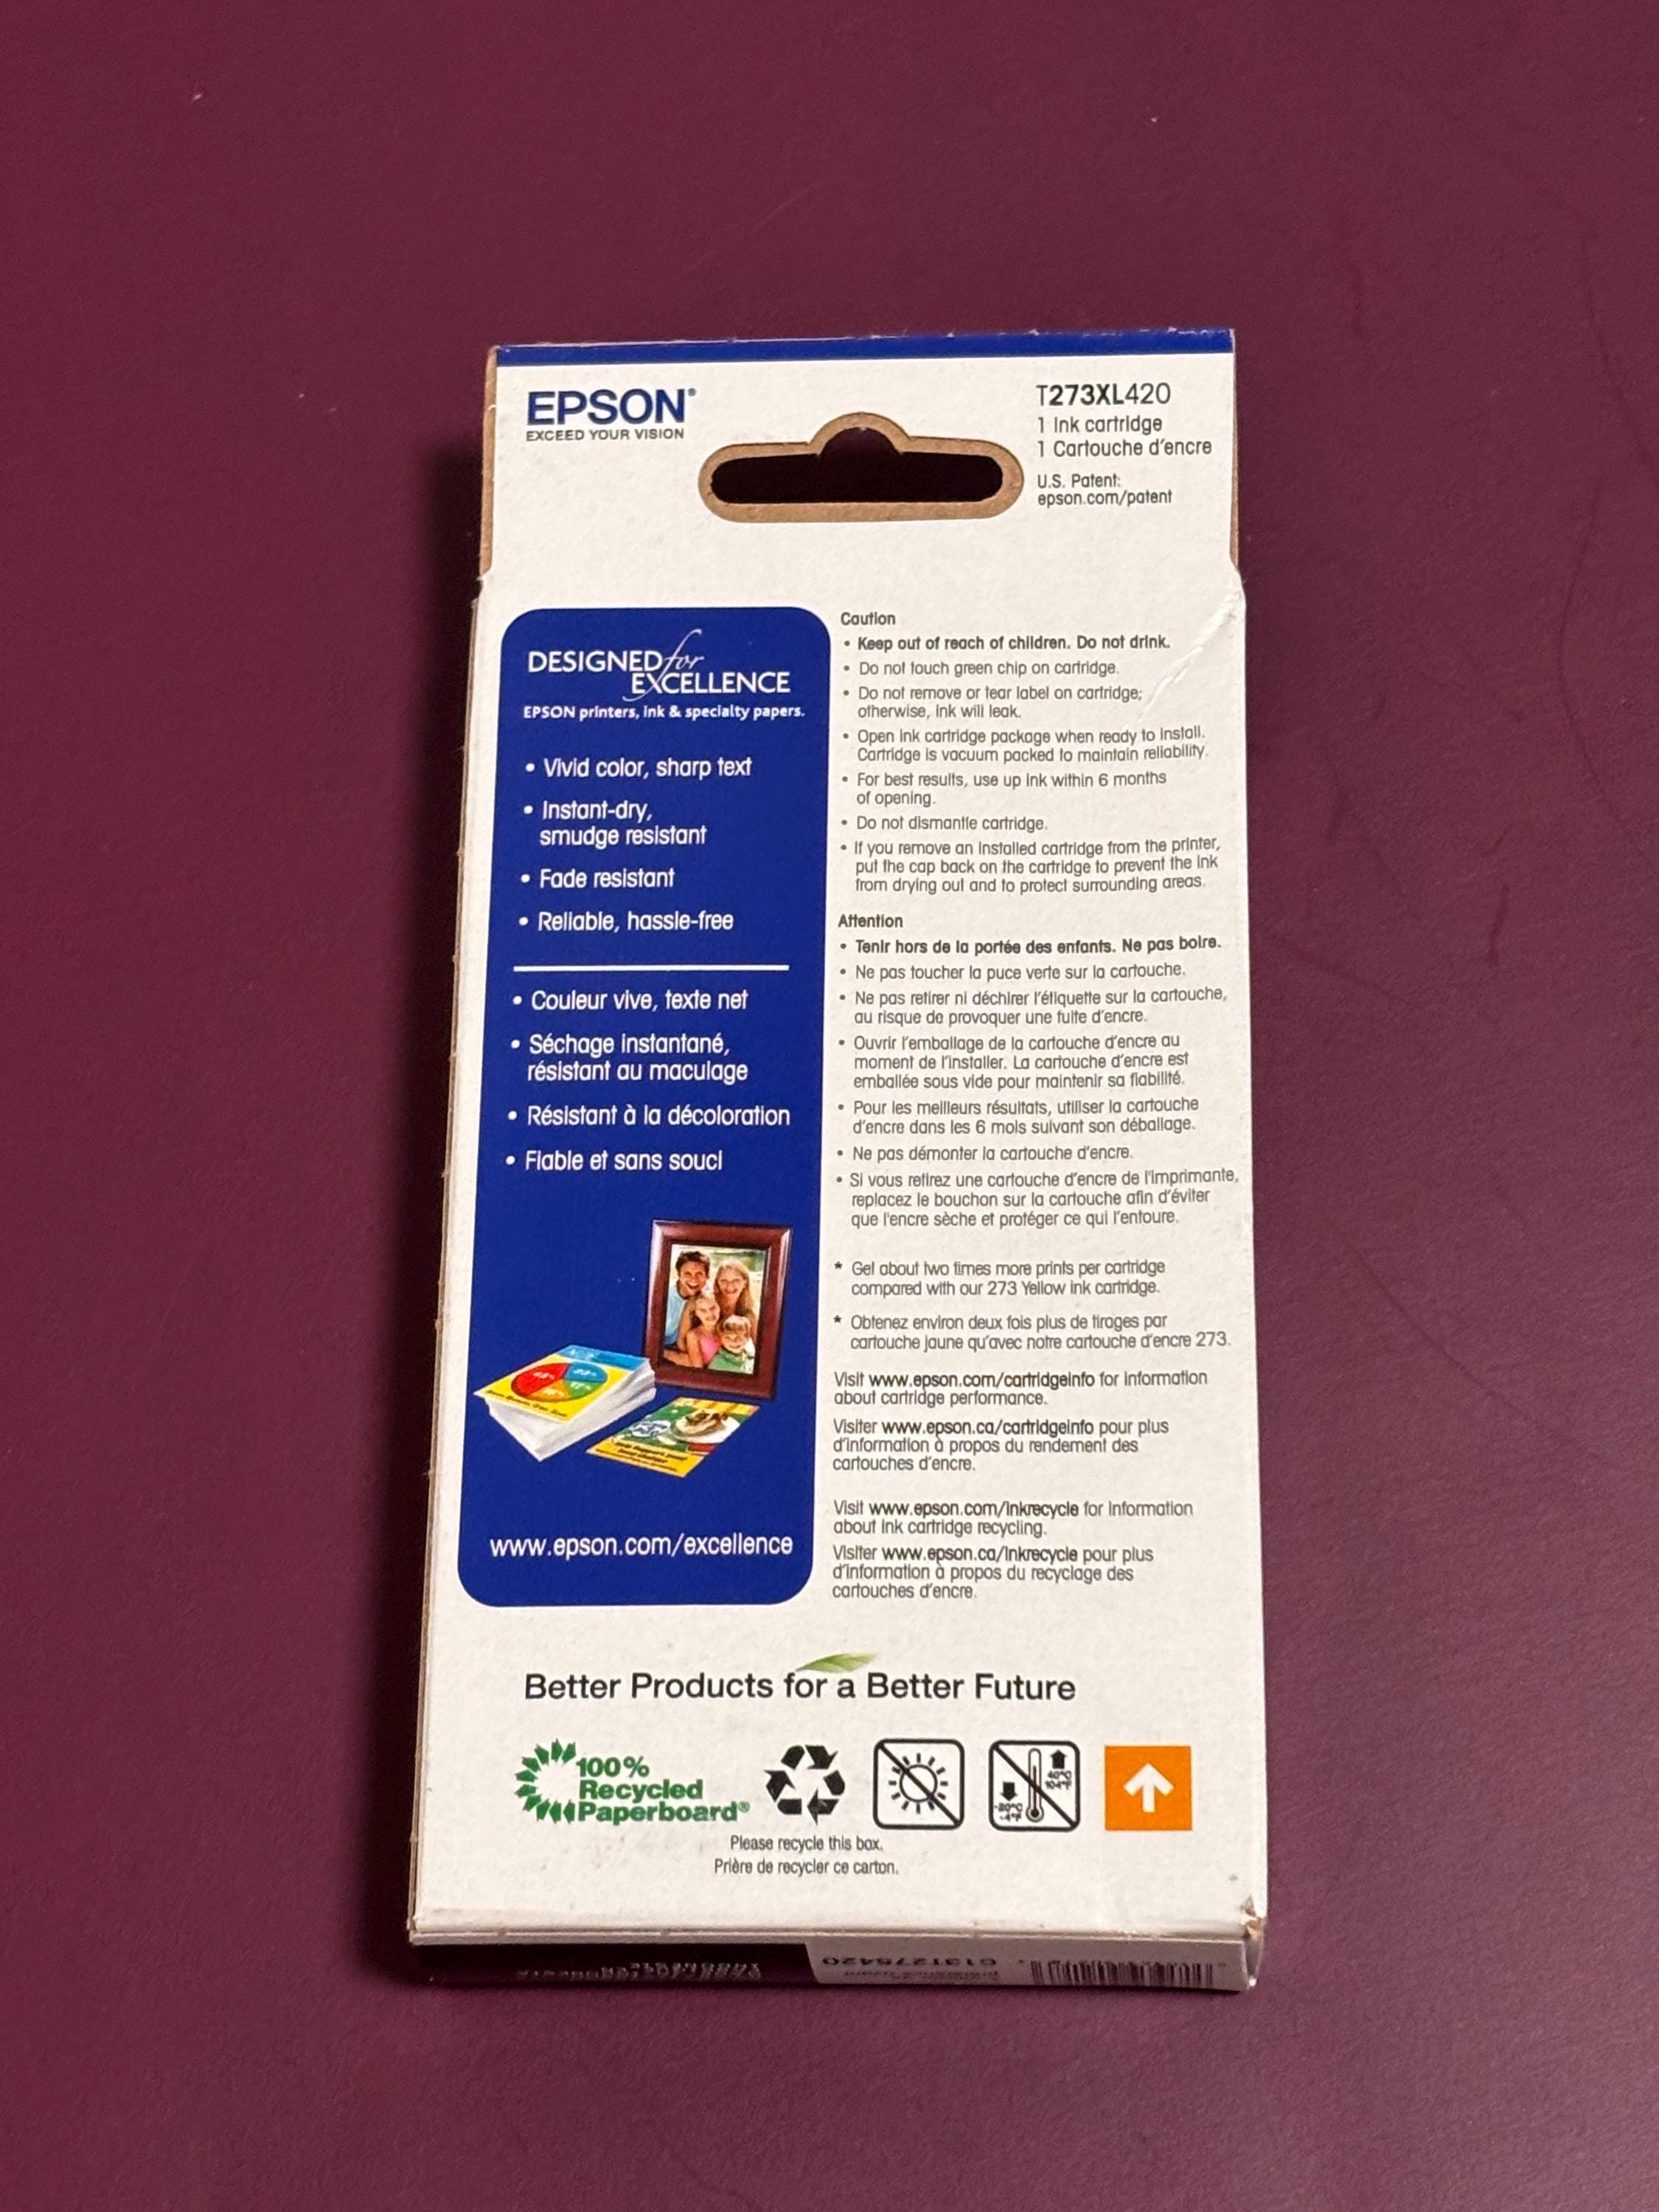 EPSON®
EXCEED YOUR VISION
T273XL420
1 Ink cartridge
1 Cartouche d'encre
U.S. Patent:
epson.com/patent
DESIGNED for
EXCELLENCE
EPSON printers, ink & specialty papers.
• Vivid color, sharp text
• Instant-dry,
smudge resistant
• Fade resistant
• Reliable, hassle-free
• Couleur vive, texte net
• Séchage instantané,
résistant au maculage
• Résistant à la décoloration
• Fiable et sans souci
www.epson.com/excellence
Caution
• Keep out of reach of children. Do not drink.
• Do not touch green chip on cartridge.
• Do not remove or tear label on cartridge;
otherwise, ink will leak.
• Open ink cartridge package when ready to install.
Cartridge is vacuum packed to maintain reliability.
• For best results, use up ink within 6 months
of opening.
• Do not dismantle cartridge.
• If you remove an installed cartridge from the printer,
put the cap back on the cartridge to prevent the ink
from drying out and to protect surrounding areas.
Attention
• Tenir hors de la portée des enfants. Ne pas boire.
• Ne pas toucher la puce verte sur la cartouche.
• Ne pas retirer ni déchirer l'étiquette sur la cartouche,
au risque de provoquer une fuite d'encre.
• Ouvrir l'emballage de la cartouche d'encre au
moment de l'installer. La cartouche d'encre est
emballée sous vide pour maintenir sa fiabilité.
• Pour les meilleurs résultats, utiliser la cartouche
d'encre dans les 6 mois suivant son déballage.
• Ne pas démonter la cartouche d'encre.
• Si vous retirez une cartouche d'encre de l'imprimante,
replacez le bouchon sur la cartouche afin d'éviter
que l'encre sèche et protéger ce qui l'entoure.
* Get about two times more prints per cartridge
compared with our 273 Yellow ink cartridge.
* Obtenez environ deux fois plus de tirages par
cartouche jaune qu'avec notre cartouche d'encre 273.
Visit www.epson.com/cartridgeinfo for information
about cartridge performance.
Visiter www.epson.ca/cartridgeinfo pour plus
d'information à propos du rendement des
cartouches d'encre.
Visit www.epson.com/inkrecycle for information
about ink cartridge recycling.
Visiter www.epson.ca/inkrecycle pour plus
d'information à propos du recyclage des
cartouches d'encre.
Better Products for a Better Future
100%
Recycled
Paperboard®
40°C
104°F
-20°C
-4°F
Please recycle this box.
Prière de recycler ce carton.